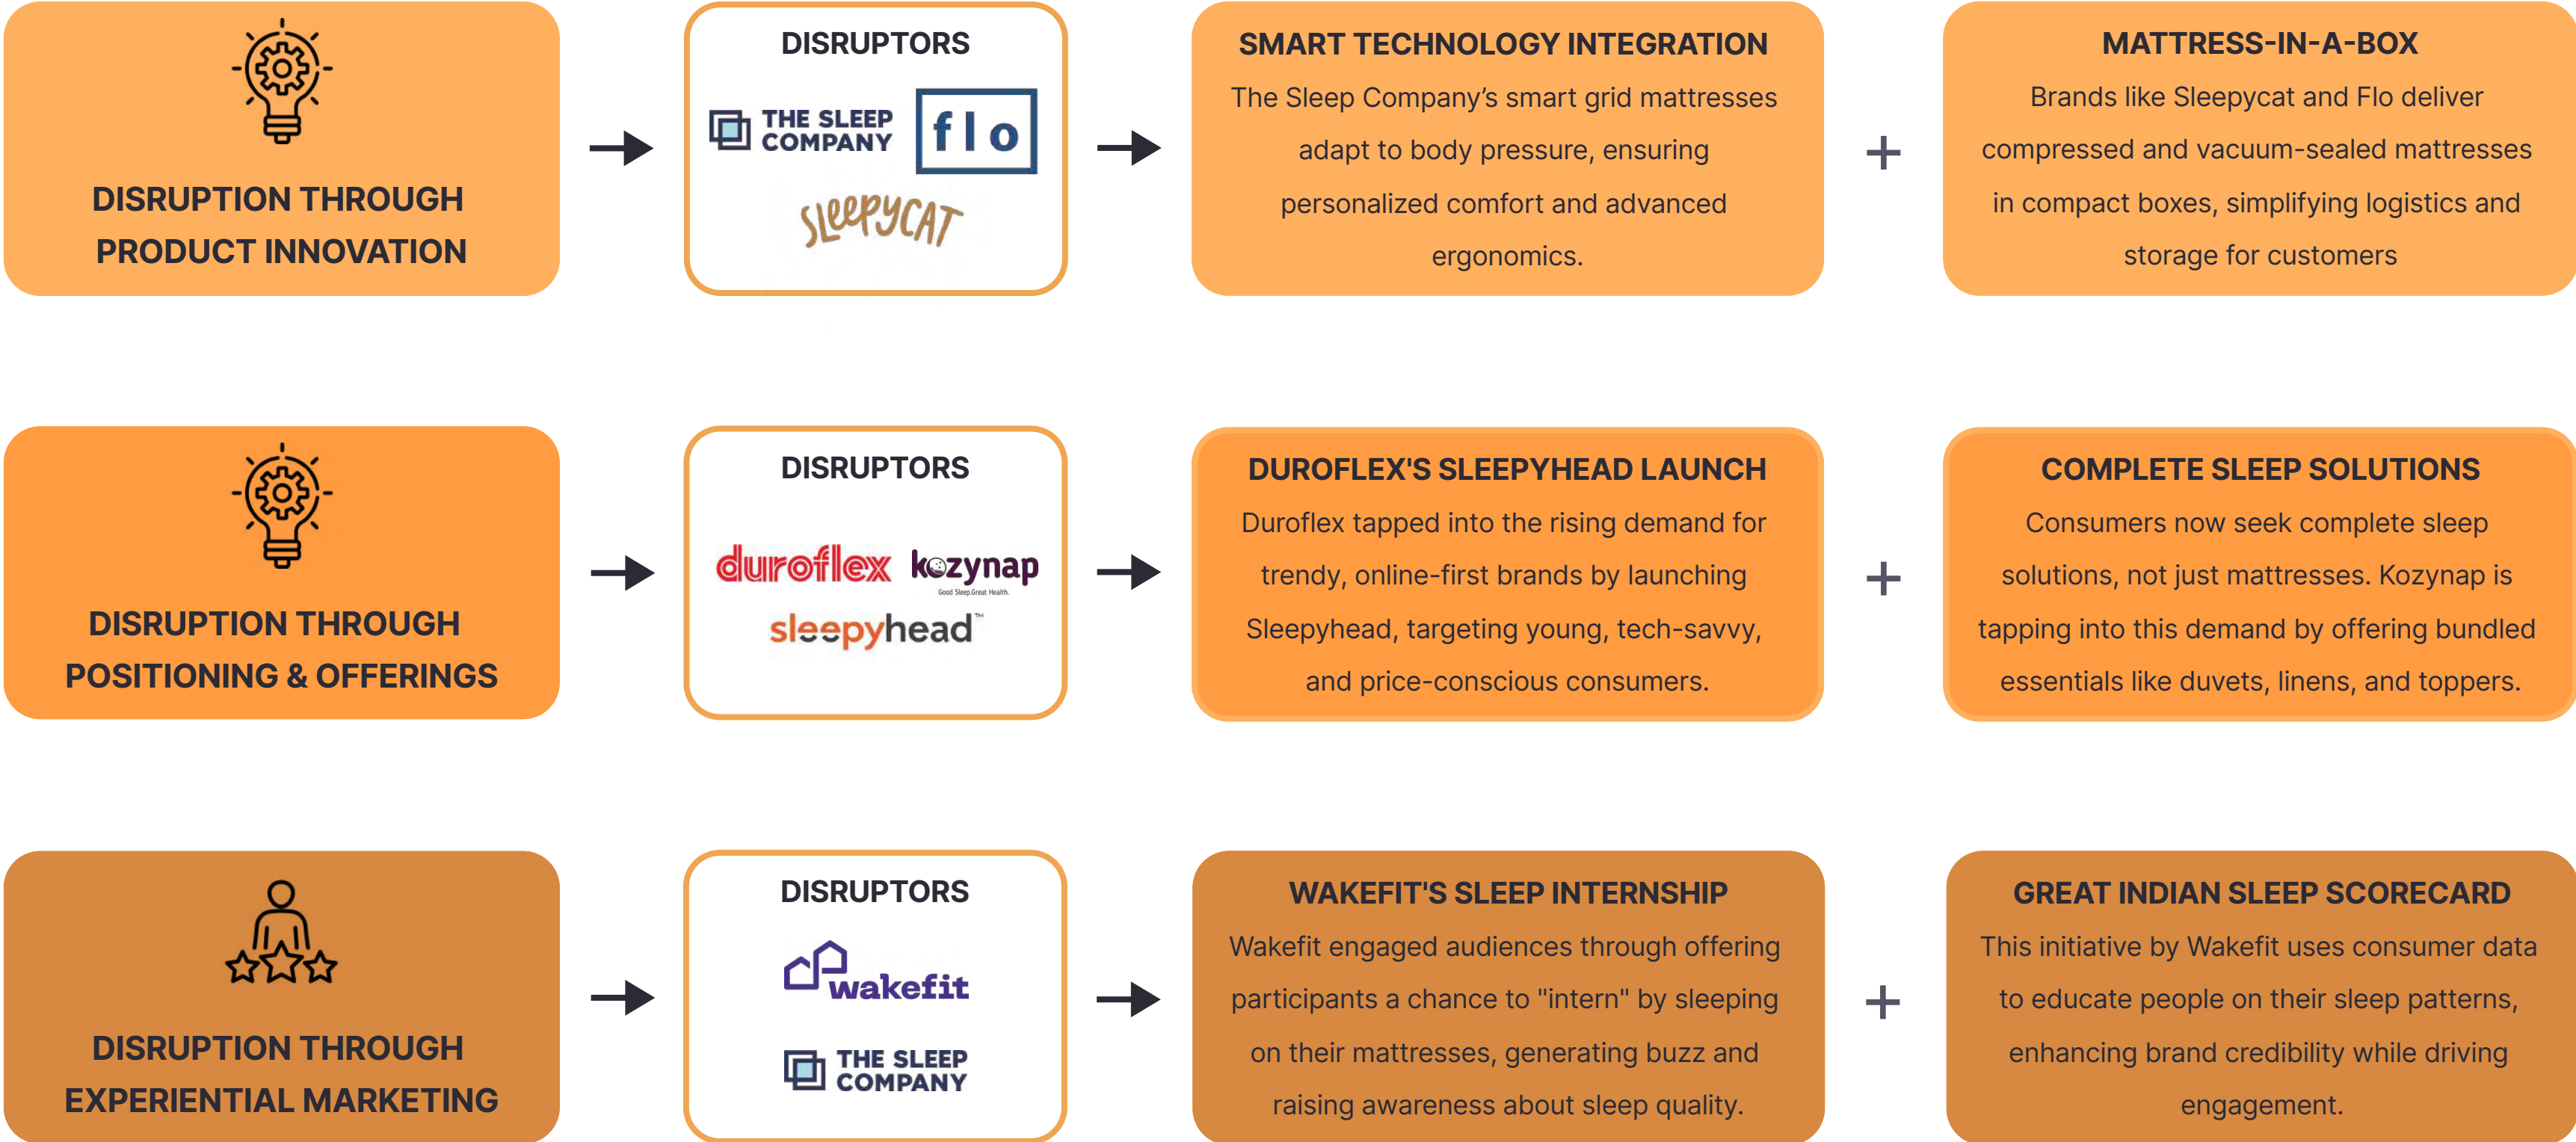 DISRUPTION THROUGH
PRODUCT INNOVATION
DISRUPTORS
THE SLEEP
COMPANY
flo
SLEEPYCAT
SMART TECHNOLOGY INTEGRATION
The Sleep Company’s smart grid mattresses
adapt to body pressure, ensuring
personalized comfort and advanced
ergonomics.
+
MATTRESS-IN-A-BOX
Brands like Sleepycat and Flo deliver
compressed and vacuum-sealed mattresses
in compact boxes, simplifying logistics and
storage for customers
DISRUPTION THROUGH
POSITIONING & OFFERINGS
DISRUPTORS
duroflex
kozynap
Good Sleep.Great Health.
sleepyhead™
DUROFLEX'S SLEEPYHEAD LAUNCH
Duroflex tapped into the rising demand for
trendy, online-first brands by launching
Sleepyhead, targeting young, tech-savvy,
and price-conscious consumers.
+
COMPLETE SLEEP SOLUTIONS
Consumers now seek complete sleep
solutions, not just mattresses. Kozynap is
tapping into this demand by offering bundled
essentials like duvets, linens, and toppers.
DISRUPTION THROUGH
EXPERIENTIAL MARKETING
DISRUPTORS
wakefit
THE SLEEP
COMPANY
WAKEFIT'S SLEEP INTERNSHIP
Wakefit engaged audiences through offering
participants a chance to "intern" by sleeping
on their mattresses, generating buzz and
raising awareness about sleep quality.
+
GREAT INDIAN SLEEP SCORECARD
This initiative by Wakefit uses consumer data
to educate people on their sleep patterns,
enhancing brand credibility while driving
engagement.